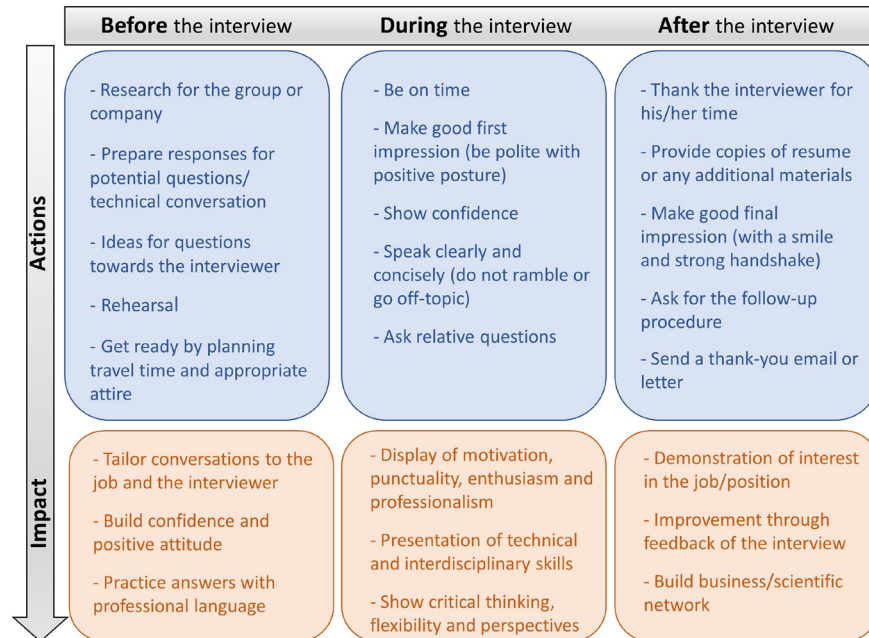 Before the interview
During the interview
After the interview
Actions
- Research for the group or
company
- Prepare responses for
potential questions/
technical conversation
- Ideas for questions
towards the interviewer
- Rehearsal
- Get ready by planning
travel time and appropriate
attire
- Be on time
- Make good first
impression (be polite with
positive posture)
- Show confidence
- Speak clearly and
concisely (do not ramble or
go off-topic)
- Ask relative questions
- Thank the interviewer for
his/her time
- Provide copies of resume
or any additional materials
- Make good final
impression (with a smile
and strong handshake)
- Ask for the follow-up
procedure
- Send a thank-you email or
letter
Impact
- Tailor conversations to the
job and the interviewer
- Build confidence and
positive attitude
- Practice answers with
professional language
- Display of motivation,
punctuality, enthusiasm and
professionalism
- Presentation of technical
and interdisciplinary skills
- Show critical thinking,
flexibility and perspectives
- Demonstration of interest
in the job/position
- Improvement through
feedback of the interview
- Build business/scientific
network